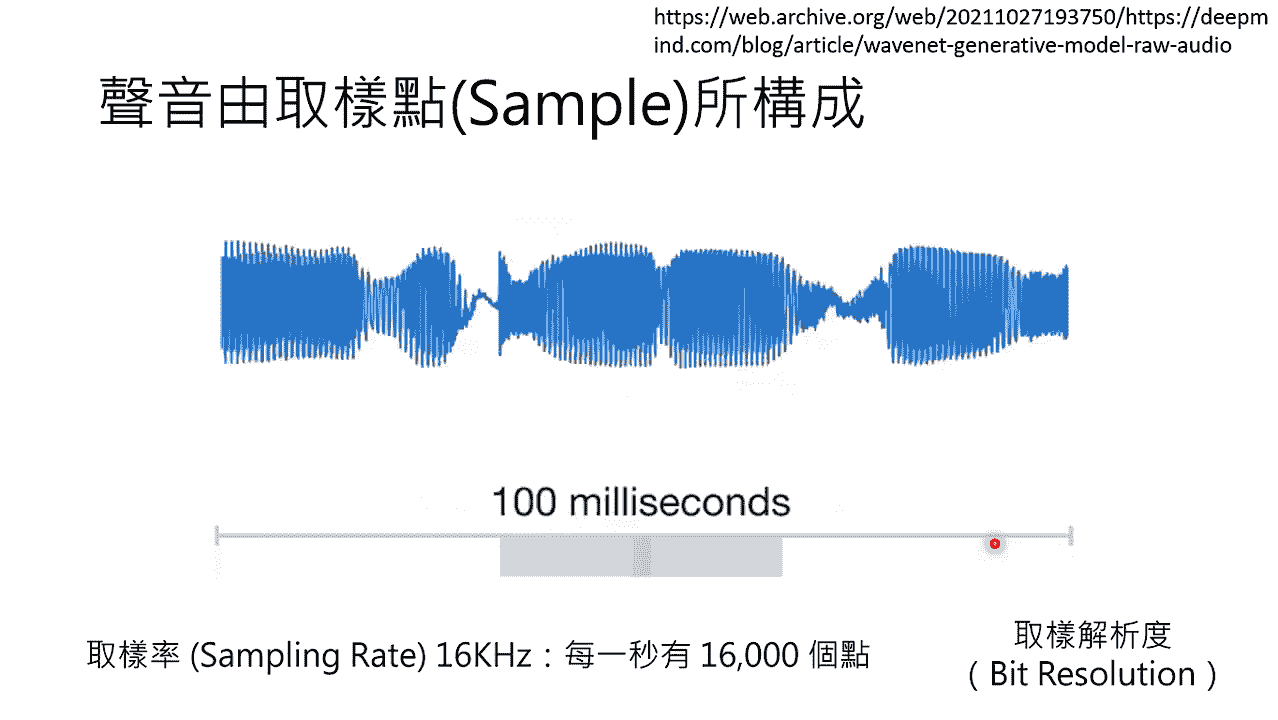 https://web.archive.org/web/20211027193750/https://deepm
ind.com/blog/article/wavenet-generative-model-raw-audio
聲音由取樣點(Sample)所構成
100 milliseconds
取樣率 (Sampling Rate) 16KHz：每一秒有 16,000 個點
取樣解析度
( Bit Resolution )